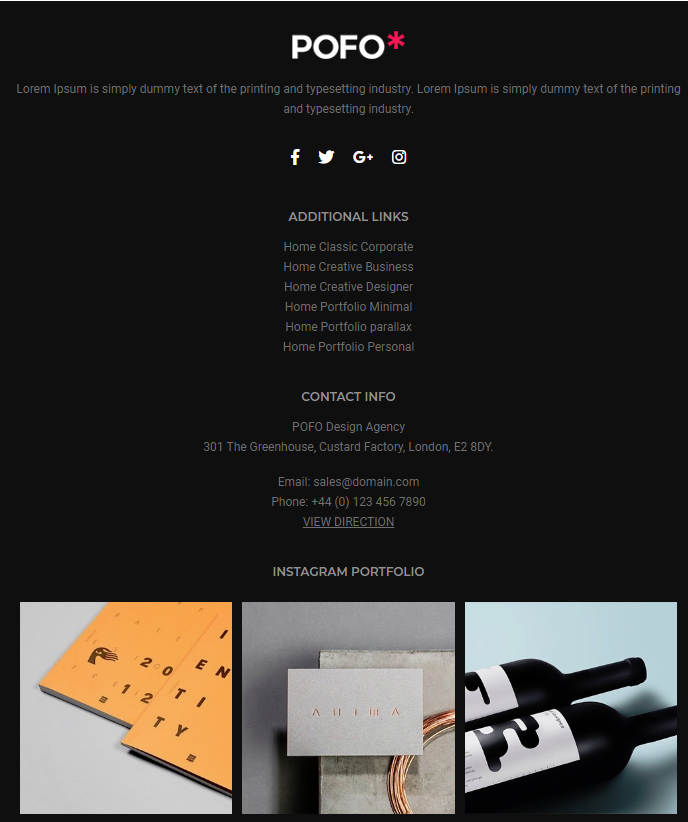 POFO*
Lorem Ipsum is simply dummy text of the printing and typesetting industry. Lorem Ipsum is simply dummy text of the printing
and typesetting industry.
ADDITIONAL LINKS
Home Classic Corporate
Home Creative Business
Home Creative Designer
Home Portfolio Minimal
Home Portfolio parallax
Home Portfolio Personal
CONTACT INFO
POFO Design Agency
301 The Greenhouse, Custard Factory, London, E2 8DY.
Email: sales@domain.com
Phone: +44 (0) 123 456 7890
VIEW DIRECTION
INSTAGRAM PORTFOLIO
20
12
I
EN
TI
TY